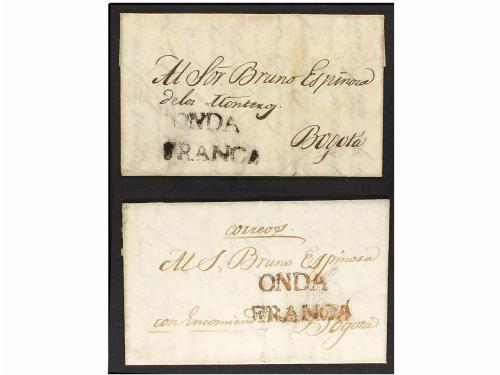 Al Sor. Bruno Espinosa
de los Monteros
ONDA
FRANCA
Bogotá
correos
Al S. Bruno Espinosa
ONDA
FRANCA
con Encomienda Bogotá